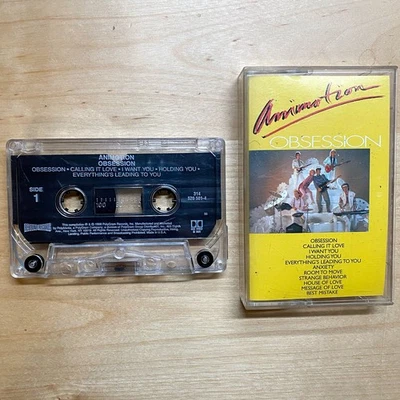 ANIMOTION
OBSESSION
OBSESSION • CALLING IT LOVE • I WANT YOU • HOLDING YOU •
EVERYTHING'S LEADING TO YOU
SIDE
1
314
100
Animotion
OBSESSION
OBSESSION
CALLING IT LOVE
I WANT YOU
HOLDING YOU
EVERYTHING'S LEADING TO YOU
ANXIETY
ROOM TO MOVE
STRANGE BEHAVIOR
HOUSE OF LOVE
MESSAGE OF LOVE
BEST MISTAKE